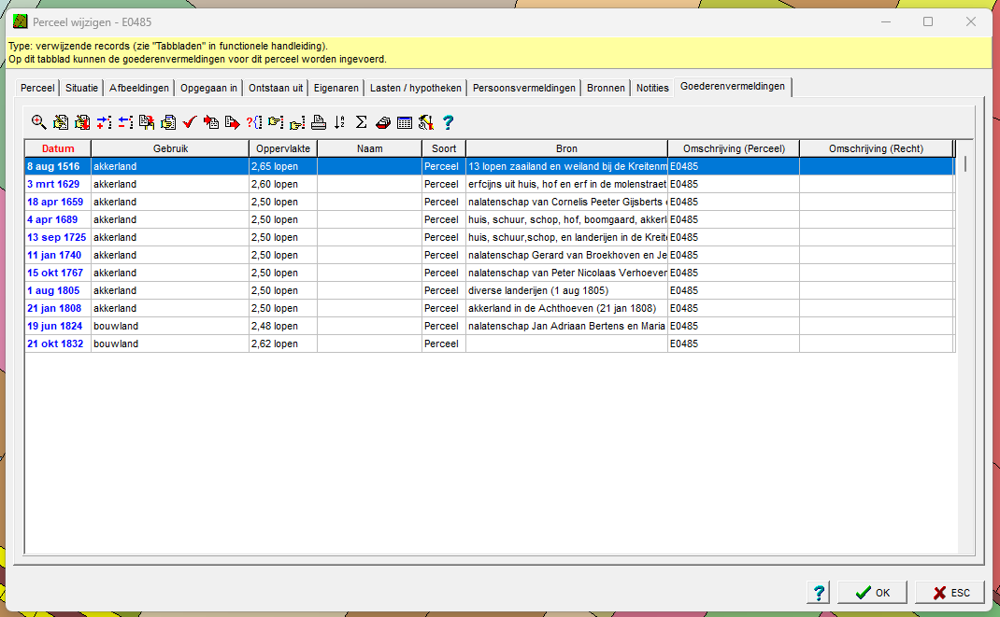 Perceel wijzigen - E0485
Type: verwijzende records (zie "Tabbladen" in functionele handleiding).
Op dit tabblad kunnen de goederenvermeldingen voor dit perceel worden ingevoerd.
Perceel Situatie Afbeeldingen Opgegaan in Ontstaan uit Eigenaren Lasten / hypotheken Persoonsvermeldingen Bronnen Notities Goederenvermeldingen
Datum Gebruik Oppervlakte Naam Soort Bron Omschrijving (Perceel) Omschrijving (Recht)
8 aug 1516 akkerland 2,65 lopen Perceel 13 lopen zaailand en weiland bij de Kreitenm E0485
3 mrt 1629 akkerland 2,60 lopen Perceel erfcijns uit huis, hof en erf in de molenstraet E0485
18 apr 1659 akkerland 2,50 lopen Perceel nalatenschap van Cornelis Peeter Gijsberts E0485
4 apr 1689 akkerland 2,50 lopen Perceel huis, schuur, schop, hof, boomgaard, akkerl E0485
13 sep 1725 akkerland 2,50 lopen Perceel huis, schuur,schop, en landerijen in de Kreit E0485
11 jan 1740 akkerland 2,50 lopen Perceel nalatenschap Gerard van Broekhoven en Je E0485
15 okt 1767 akkerland 2,50 lopen Perceel nalatenschap van Peter Nicolaas Verhoeven E0485
1 aug 1805 akkerland 2,50 lopen Perceel diverse landerijen (1 aug 1805) E0485
21 jan 1808 akkerland 2,50 lopen Perceel akkerland in de Achthoeven (21 jan 1808) E0485
19 jun 1824 bouwland 2,48 lopen Perceel nalatenschap Jan Adriaan Bertens en Maria E0485
21 okt 1832 bouwland 2,62 lopen Perceel E0485
? OK ESC